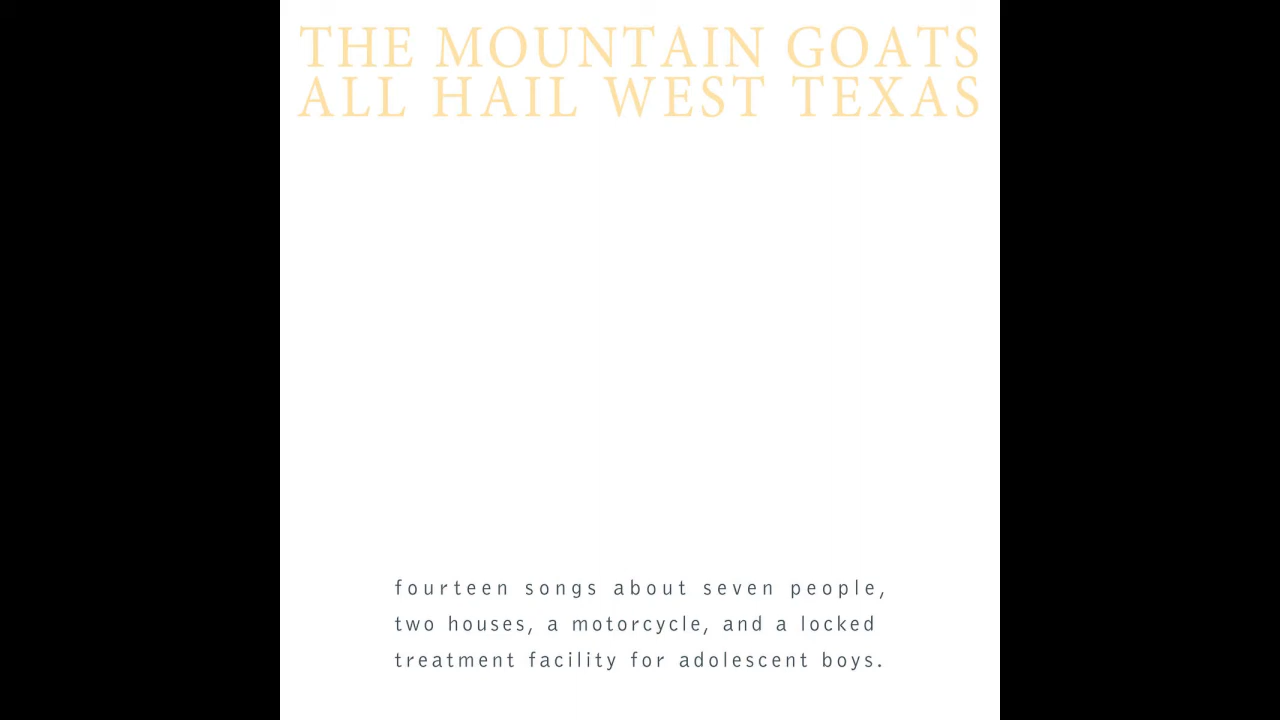 THE MOUNTAIN GOATS
ALL HAIL WEST TEXAS
fourteen songs about seven people,
two houses, a motorcycle, and a locked
treatment facility for adolescent boys.